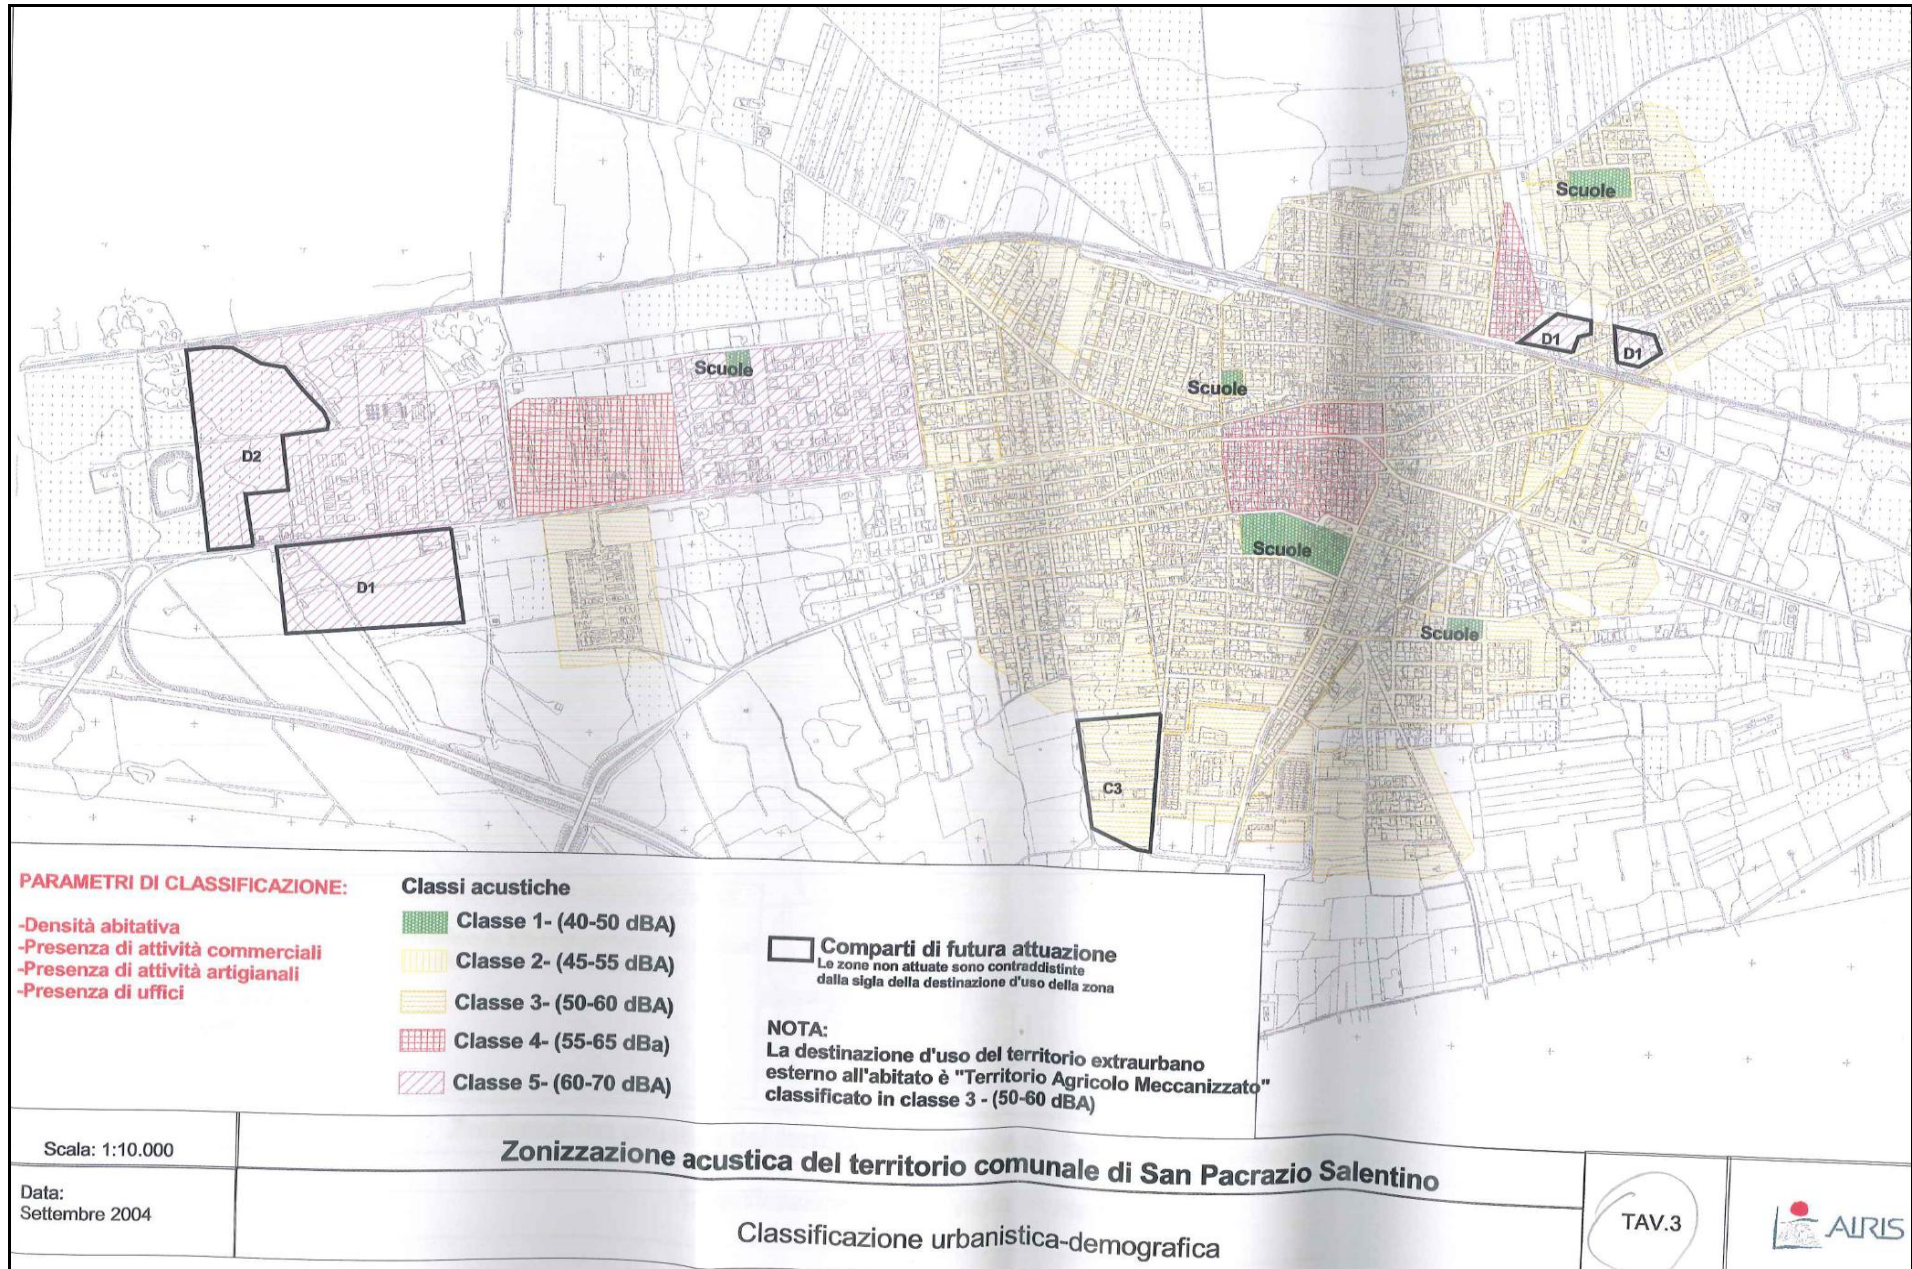 Scuole
Scuole
Scuole
Scuole
Scuole
D1
D1
D2
D1
C3
PARAMETRI DI CLASSIFICAZIONE:
-Densità abitativa
-Presenza di attività commerciali
-Presenza di attività artigianali
-Presenza di uffici
Classi acustiche
Classe 1- (40-50 dBA)
Classe 2- (45-55 dBA)
Classe 3- (50-60 dBA)
Classe 4- (55-65 dBa)
Classe 5- (60-70 dBA)
Comparti di futura attuazione
Le zone non attuate sono contraddistinte
dalla sigla della destinazione d'uso della zona
NOTA:
La destinazione d'uso del territorio extraurbano
esterno all'abitato è "Territorio Agricolo Meccanizzato"
classificato in classe 3 - (50-60 dBA)
Scala: 1:10.000
Data:
Settembre 2004
Zonizzazione acustica del territorio comunale di San Pacrazio Salentino
Classificazione urbanistica-demografica
TAV.3
AIRIS